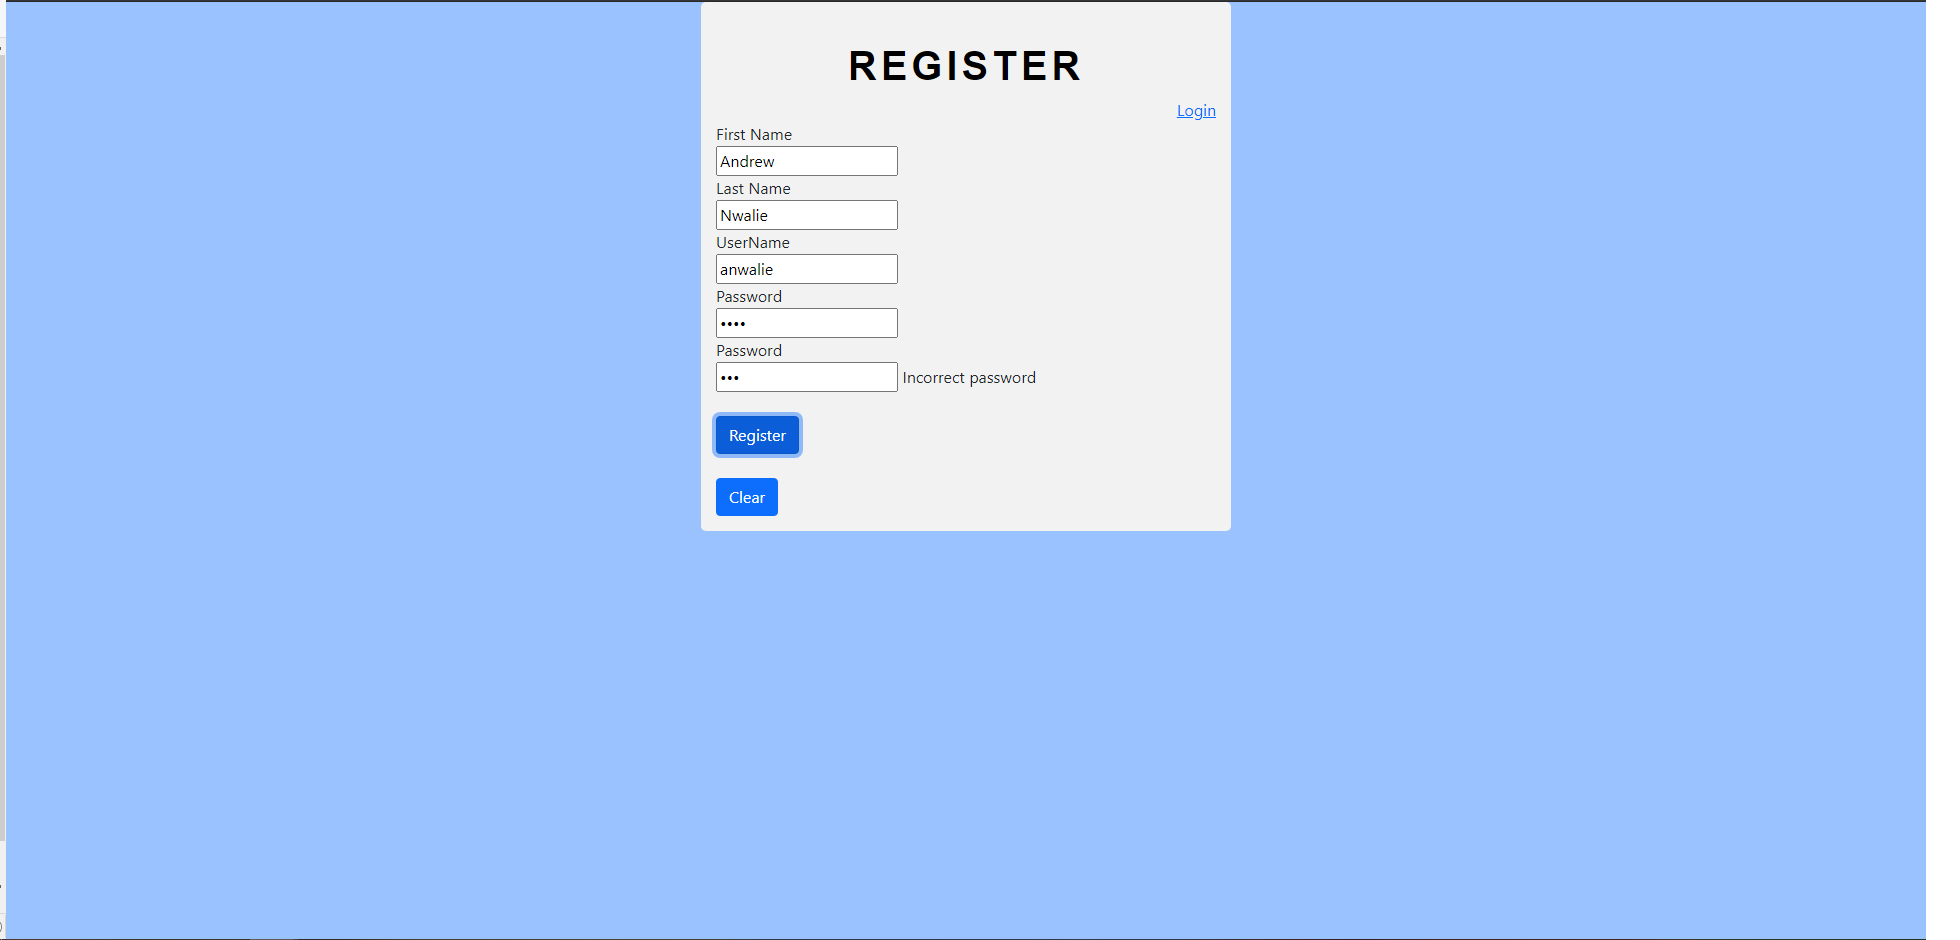 REGISTER
Login
First Name
Andrew
Last Name
Nwalie
UserName
anwalie
Password
••••
Password
••• Incorrect password
Register
Clear